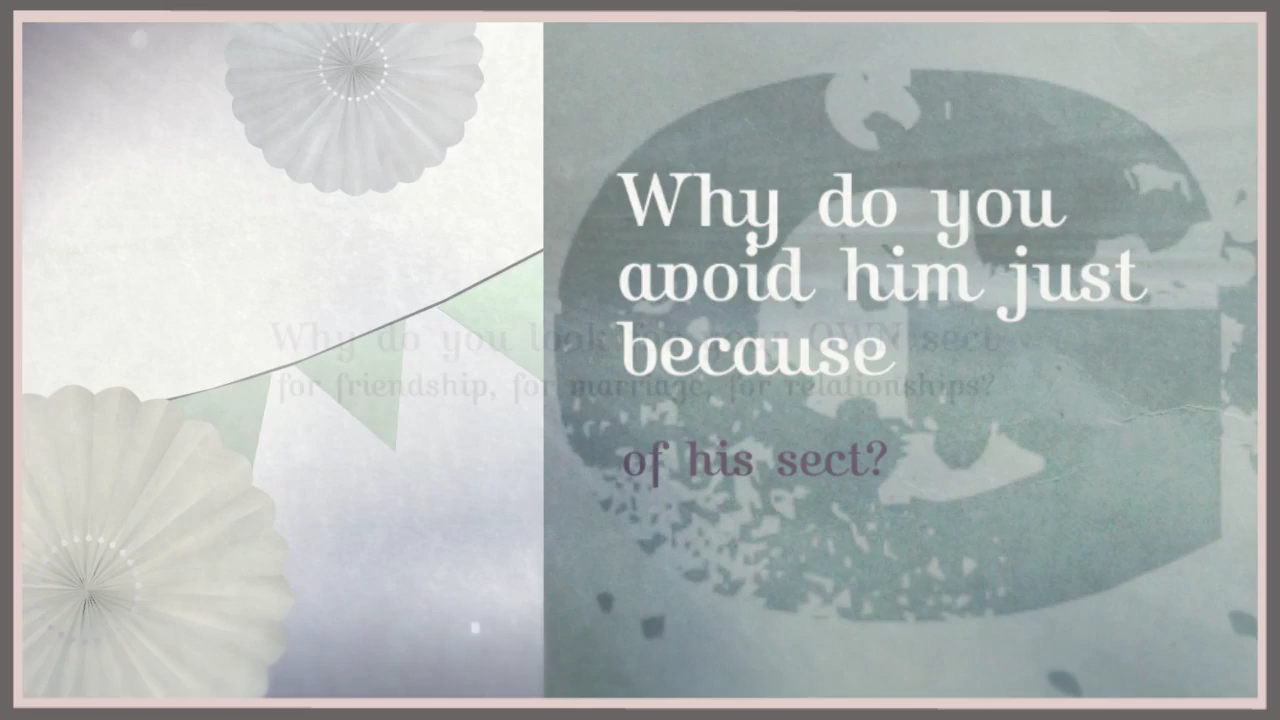 Why do you
avoid him just
because
Why do you look for your OWN sect
for friendship, for marriage, for relationships?
of his sect?